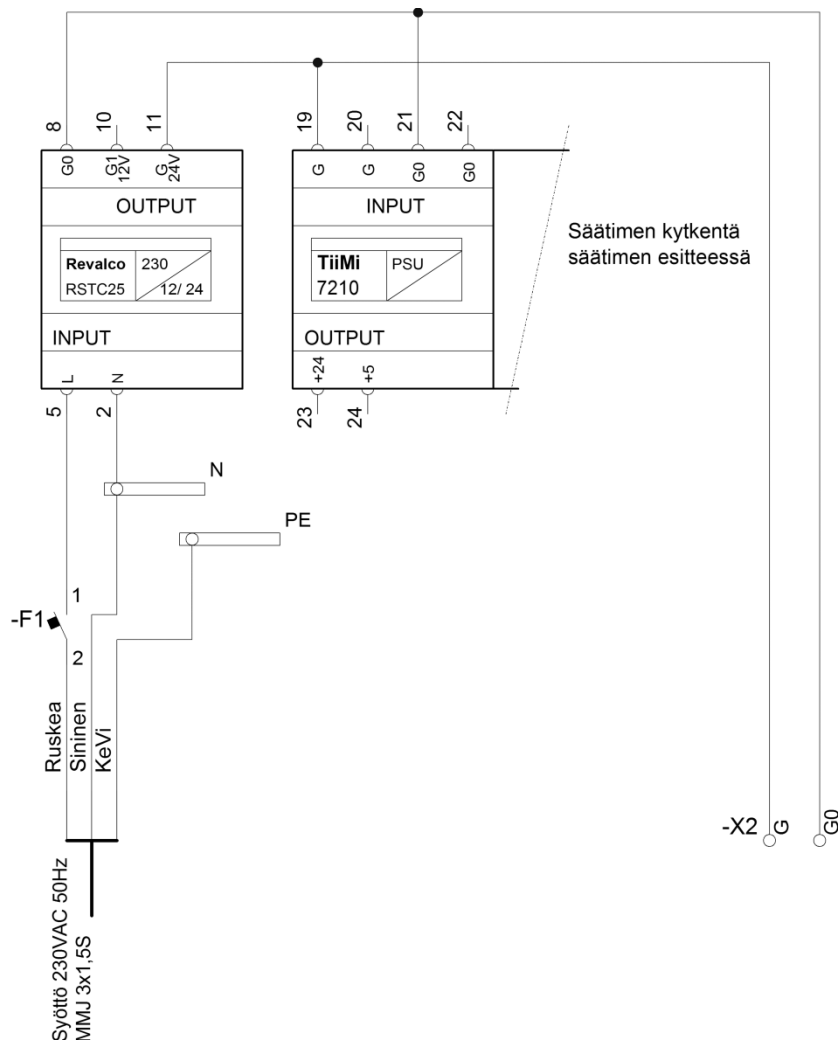 8
10
11
19
20
21
22
G0
G1
12V
G
24V
G
G
G0
G0
OUTPUT
INPUT
Säätimen kytkentä
säätimen esitteessä
Revalco
RSTC25
230
12/ 24
TiiMi
7210
PSU
INPUT
OUTPUT
L
N
+24
+5
5
2
23
24
N
PE
1
-F1
2
Ruskea
Sininen
KeVi
-X2
G
G0
Syöttö 230VAC 50Hz
MMJ 3x1,5S